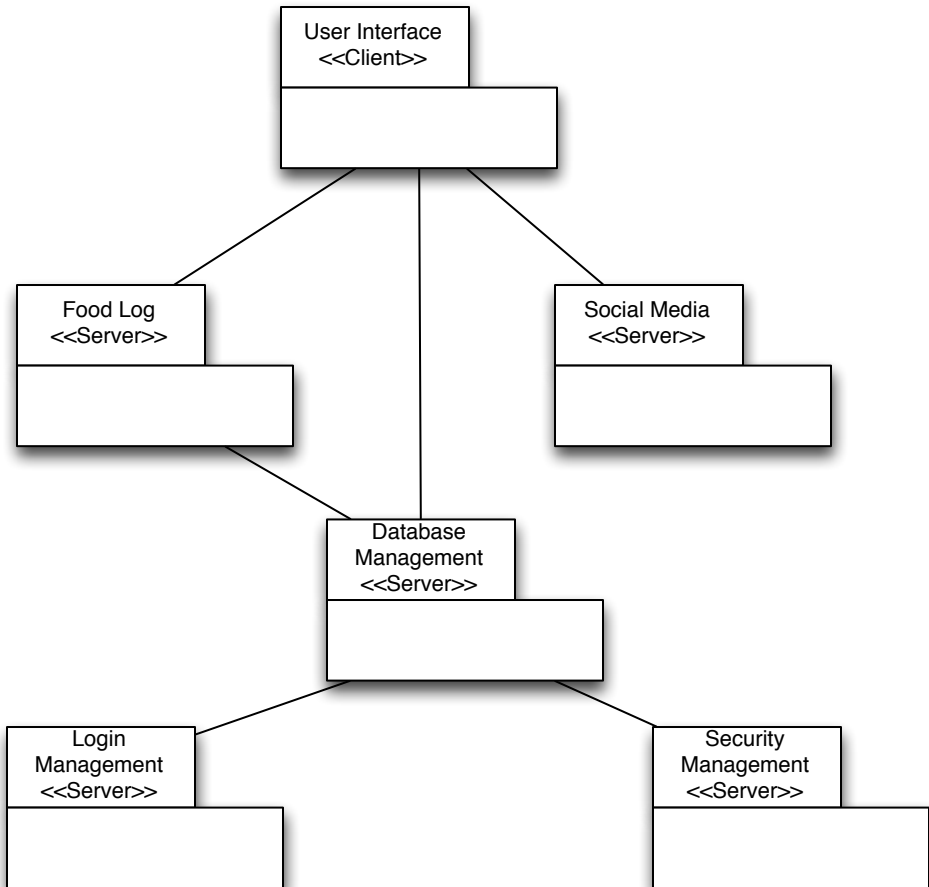 User Interface
<<Client>>
Food Log
<<Server>>
Social Media
<<Server>>
Database
Management
<<Server>>
Login
Management
<<Server>>
Security
Management
<<Server>>